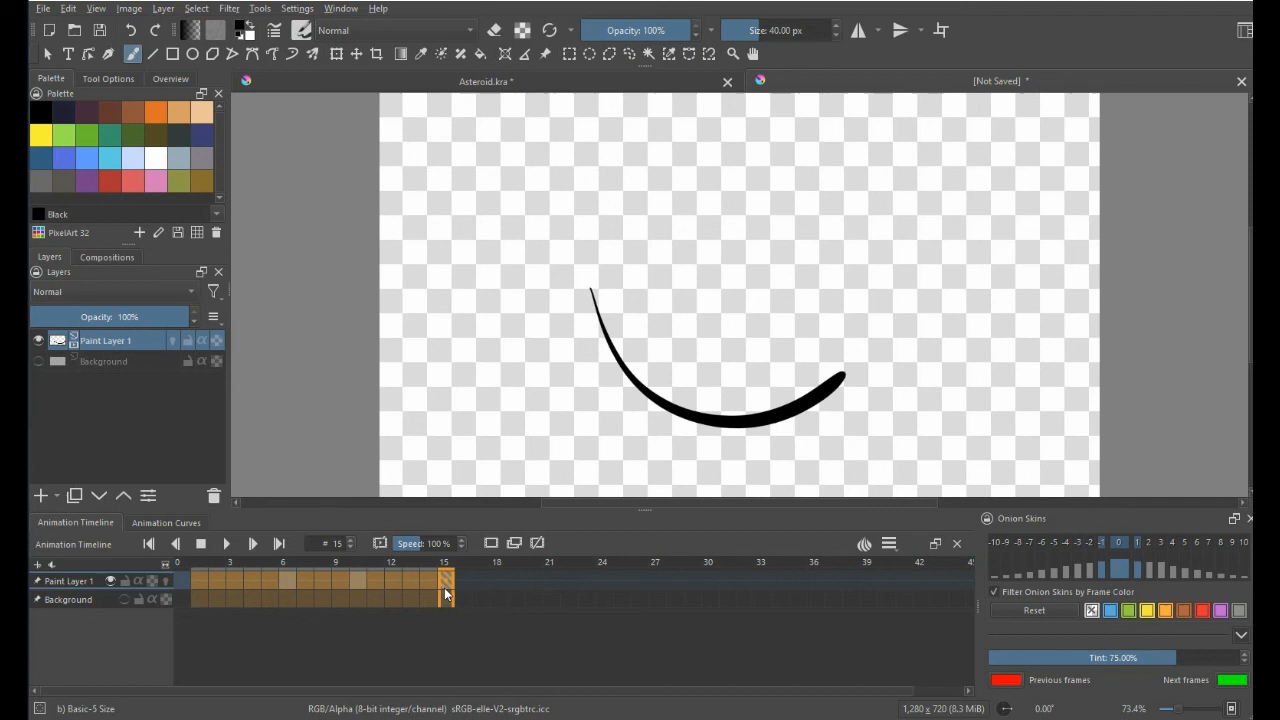 File Edit View Image Layer Select Filter Tools Settings Window Help
Normal Opacity: 100% Size: 40.00 px
Palette Tool Options Overview
Asteroid.kra *
[Not Saved] *
Palette
Black
PixelArt 32
Layers Compositions
Layers
Normal
Opacity: 100%
Paint Layer 1
Background
Animation Timeline Animation Curves
Onion Skins
Animation Timeline # 15 Speed: 100 %
-10 -9 -8 -7 -6 -5 -4 -3 -2 -1 0 1 2 3 4 5 6 7 8 9 10
0 3 6 9 12 15 18 21 24 27 30 33 36 39 42 45
Paint Layer 1
Background
Filter Onion Skins by Frame Color
Reset
Tint: 75.00%
Previous frames Next frames
b) Basic-5 Size RGB/Alpha (8-bit integer/channel) sRGB-elle-V2-srgbtrc.icc 1,280 x 720 (8.3 MiB) 0.00° 73.4%